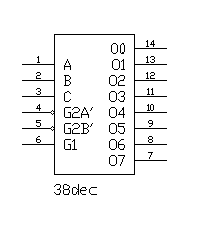 O0 14
1 A O1 13
2 B O2 12
3 C O3 11
4 G2A' O4 10
5 G2B' O5 9
6 G1 O6 8
O7 7
38dec